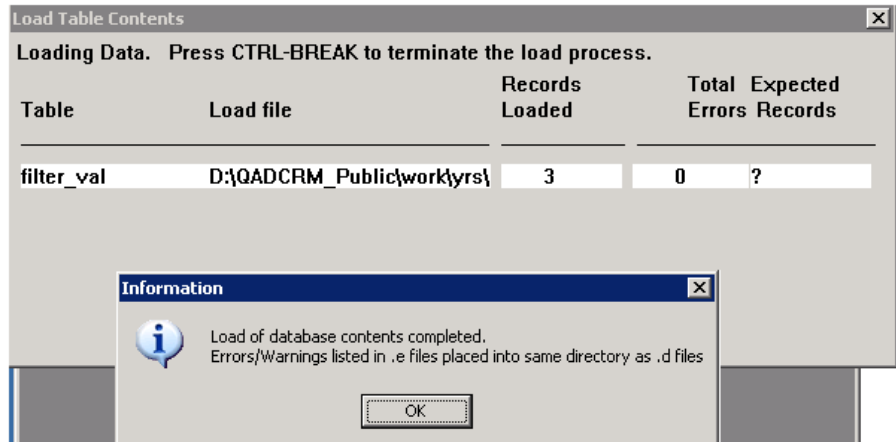 Load Table Contents
Loading Data.   Press CTRL-BREAK to terminate the load process.
Records Total Expected
Table Load file Loaded Errors Records
filter_val D:\QADCRM_Public\work\yrs\ 3 0 ?
Information
Load of database contents completed.
Errors/Warnings listed in .e files placed into same directory as .d files
OK